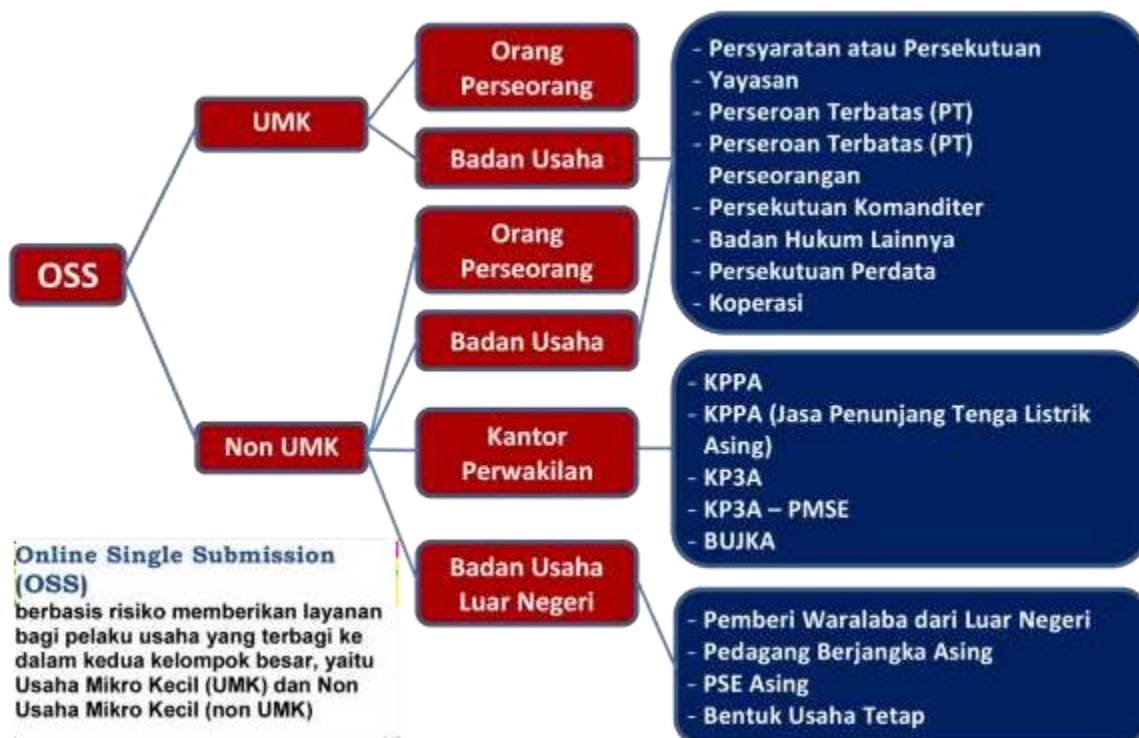 OSS
UMK
Non UMK
Orang
Perseorang
Badan Usaha
Orang
Perseorang
Badan Usaha
Kantor
Perwakilan
Badan Usaha
Luar Negeri
- Persyaratan atau Persekutuan
- Yayasan
- Perseroan Terbatas (PT)
- Perseroan Terbatas (PT)
Perseorangan
- Persekutuan Komanditer
- Badan Hukum Lainnya
- Persekutuan Perdata
- Koperasi
- KPPA
- KPPA (Jasa Penunjang Tenga Listrik
Asing)
- KP3A
- KP3A – PMSE
- BUJKA
- Pemberi Waralaba dari Luar Negeri
- Pedagang Berjangka Asing
- PSE Asing
- Bentuk Usaha Tetap
Online Single Submission
(OSS)
berbasis risiko memberikan layanan
bagi pelaku usaha yang terbagi ke
dalam kedua kelompok besar, yaitu
Usaha Mikro Kecil (UMK) dan Non
Usaha Mikro Kecil (non UMK)